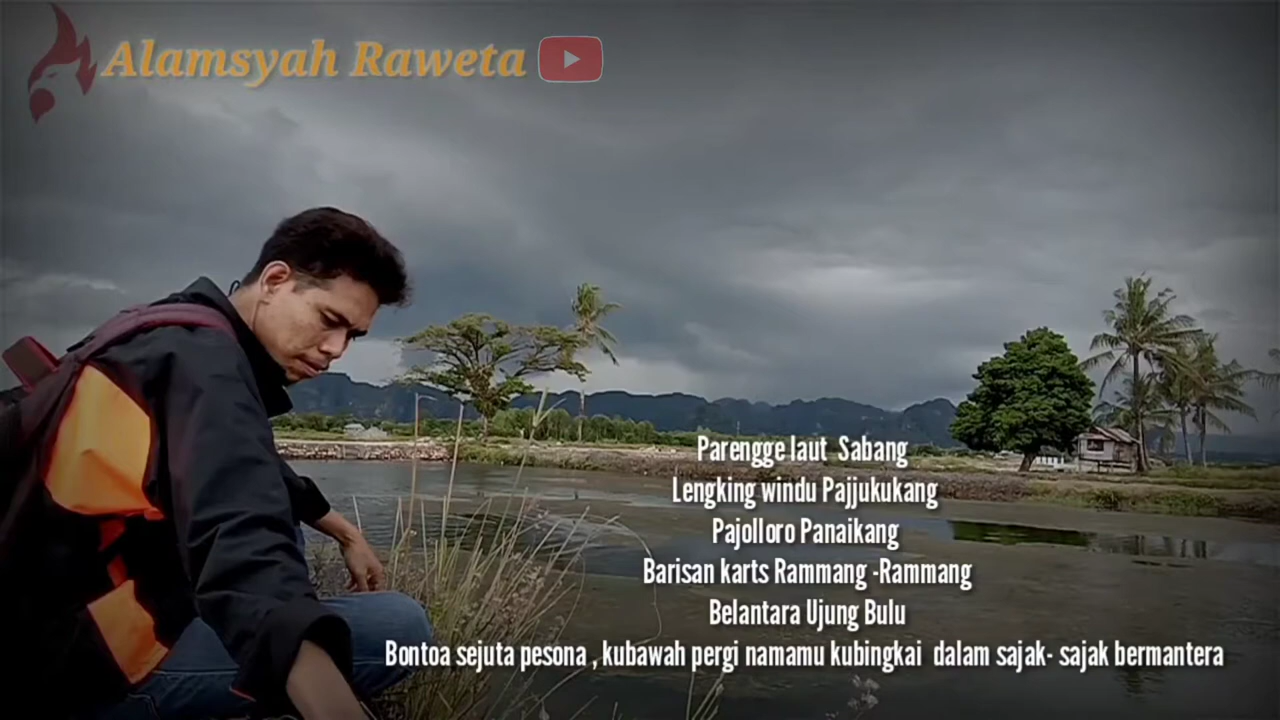 Alamsyah Raweta
Parengge laut Sabang
Lengking windu Pajjukukang
Pajolloro Panaikang
Barisan karts Rammang -Rammang
Belantara Ujung Bulu
Bontoa sejuta pesona , kubawah pergi namamu kubingkai dalam sajak- sajak bermantera